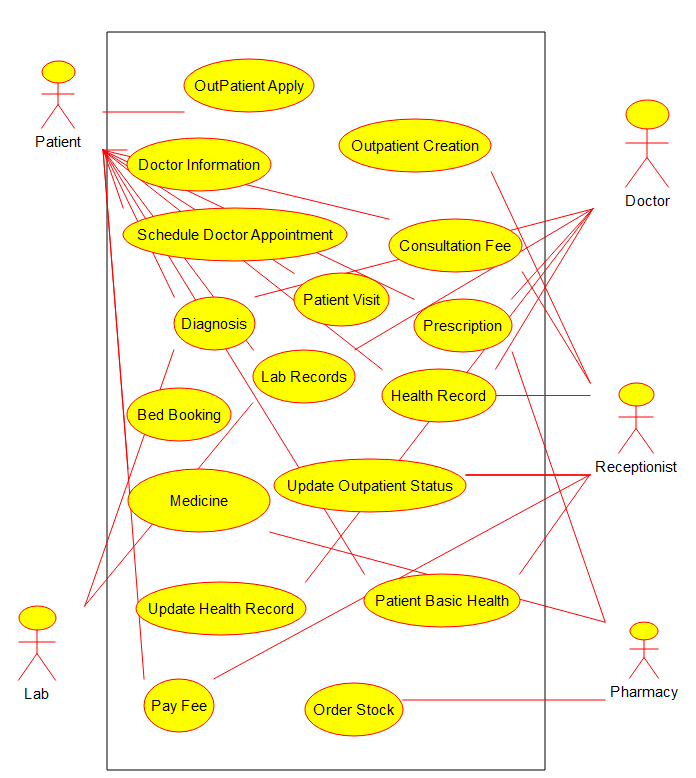 OutPatient Apply
Patient
Outpatient Creation
Doctor Information
Doctor
Schedule Doctor Appointment
Consultation Fee
Patient Visit
Diagnosis
Prescription
Lab Records
Health Record
Bed Booking
Receptionist
Update Outpatient Status
Medicine
Patient Basic Health
Update Health Record
Lab
Pharmacy
Pay Fee
Order Stock